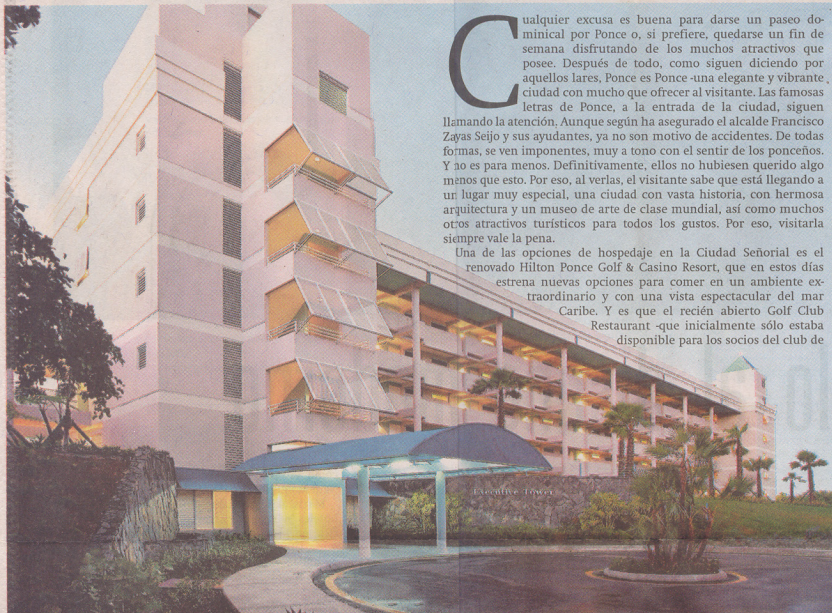 Cualquier excusa es buena para darse un paseo do-
minical por Ponce o, si prefiere, quedarse un fin de
semana disfrutando de los muchos atractivos que
posee. Después de todo, como siguen diciendo por
aquellos lares, Ponce es Ponce -una elegante y vibrante
ciudad con mucho que ofrecer al visitante. Las famosas
letras de Ponce, a la entrada de la ciudad, siguen
llamando la atención. Aunque según ha asegurado el alcalde Francisco
Zayas Seijo y sus ayudantes, ya no son motivo de accidentes. De todas
formas, se ven imponentes, muy a tono con el sentir de los ponceños.
Y no es para menos. Definitivamente, ellos no hubiesen querido algo
menos que esto. Por eso, al verlas, el visitante sabe que está llegando a
un lugar muy especial, una ciudad con vasta historia, con hermosa
arquitectura y un museo de arte de clase mundial, así como muchos
otros atractivos turísticos para todos los gustos. Por eso, visitarla
siempre vale la pena.
Una de las opciones de hospedaje en la Ciudad Señorial es el
renovado Hilton Ponce Golf & Casino Resort, que en estos días
estrena nuevas opciones para comer en un ambiente ex-
traordinario y con una vista espectacular del mar
Caribe. Y es que el recién abierto Golf Club
Restaurant -que inicialmente sólo estaba
disponible para los socios del club de
Executive Tower